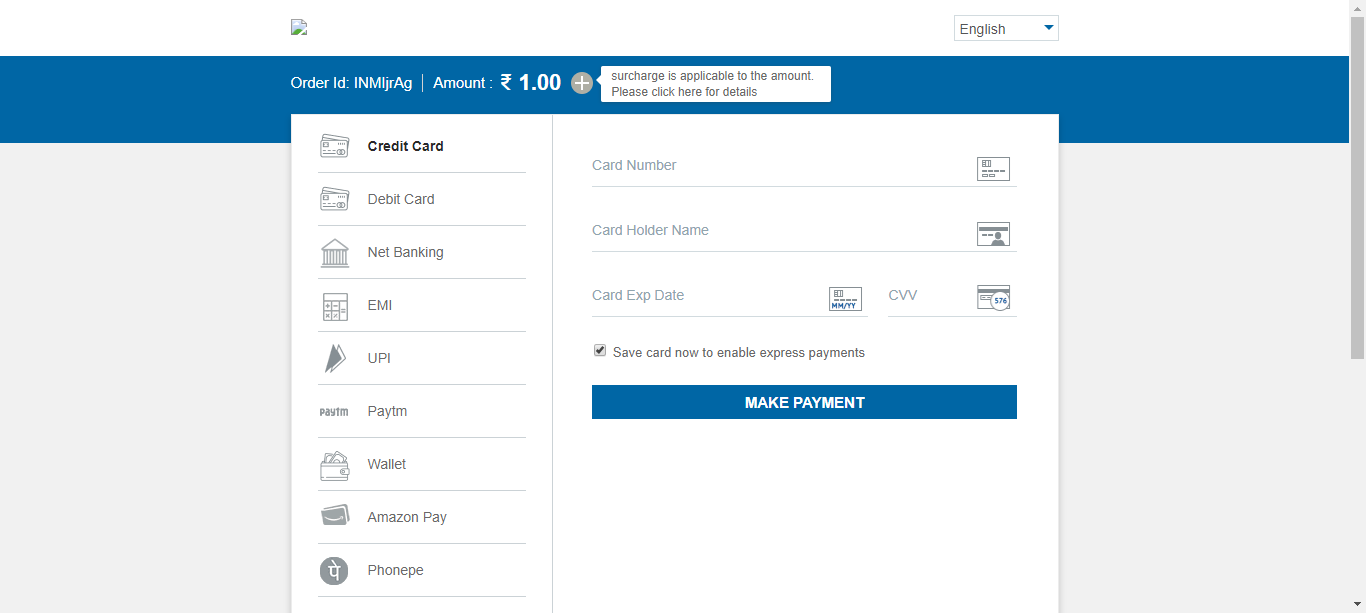 English
Order Id: INMljrAg
Amount : ₹ 1.00
surcharge is applicable to the amount.
Please click here for details
Credit Card
Debit Card
Net Banking
EMI
UPI
paytm Paytm
Wallet
Amazon Pay
पे Phonepe
Card Number
Card Holder Name
Card Exp Date
MM/YY
CVV
576
Save card now to enable express payments
MAKE PAYMENT